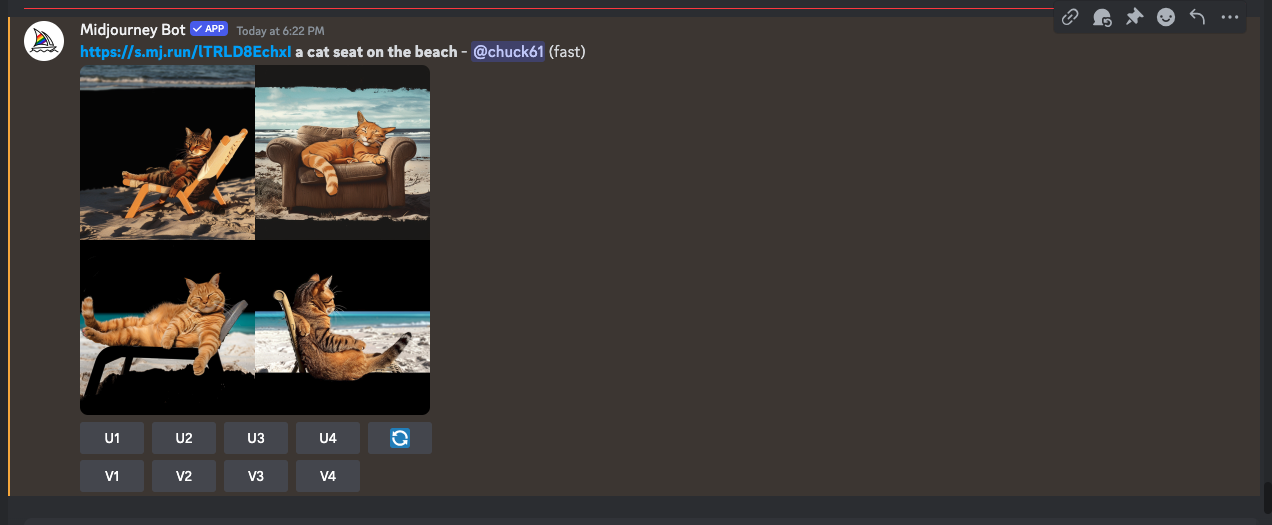 Midjourney Bot ✓ APP Today at 6:22 PM
https://s.mj.run/lTRLD8Echxl a cat seat on the beach - @chuck61 (fast)
U1 U2 U3 U4
V1 V2 V3 V4